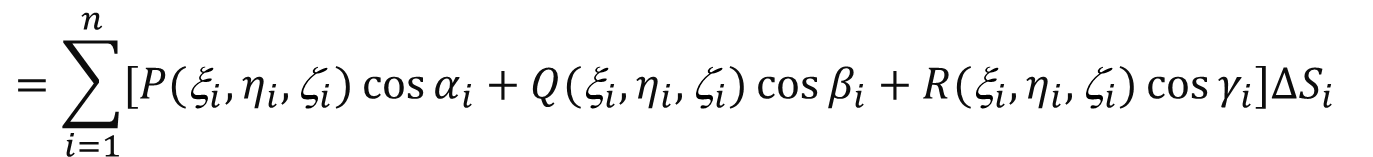 = \sum_{i=1}^{n} [P(\xi_i, \eta_i, \zeta_i) \cos \alpha_i + Q(\xi_i, \eta_i, \zeta_i) \cos \beta_i + R(\xi_i, \eta_i, \zeta_i) \cos \gamma_i] \Delta S_i